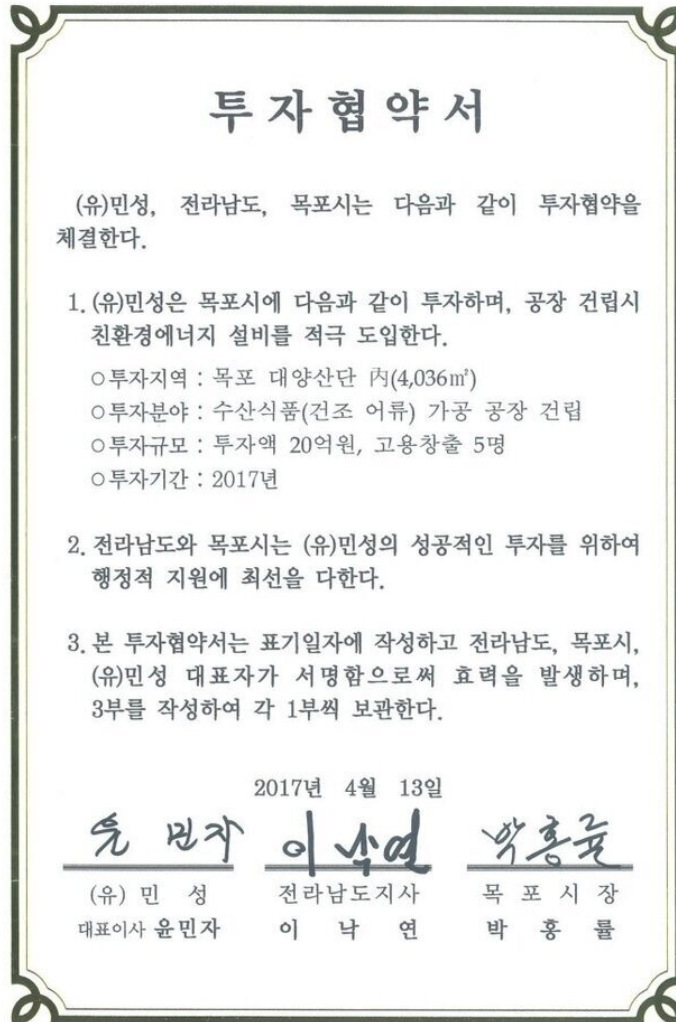 투자협약서
(유)민성, 전라남도, 목포시는 다음과 같이 투자협약을
체결한다.
1. (유)민성은 목포시에 다음과 같이 투자하며, 공장 건립시
친환경에너지 설비를 적극 도입한다.
○투자지역 : 목포 대양산단 內(4,036㎡)
○투자분야 : 수산식품(건조 어류) 가공 공장 건립
○투자규모 : 투자액 20억원, 고용창출 5명
○투자기간 : 2017년
2. 전라남도와 목포시는 (유)민성의 성공적인 투자를 위하여
행정적 지원에 최선을 다한다.
3. 본 투자협약서는 표기일자에 작성하고 전라남도, 목포시,
(유)민성 대표자가 서명함으로써 효력을 발생하며,
3부를 작성하여 각 1부씩 보관한다.
2017년 4월 13일
윤 민자 이낙연 박홍률
(유) 민 성 전라남도지사 목 포 시 장
대표이사 윤민자 이 낙 연 박 홍 률